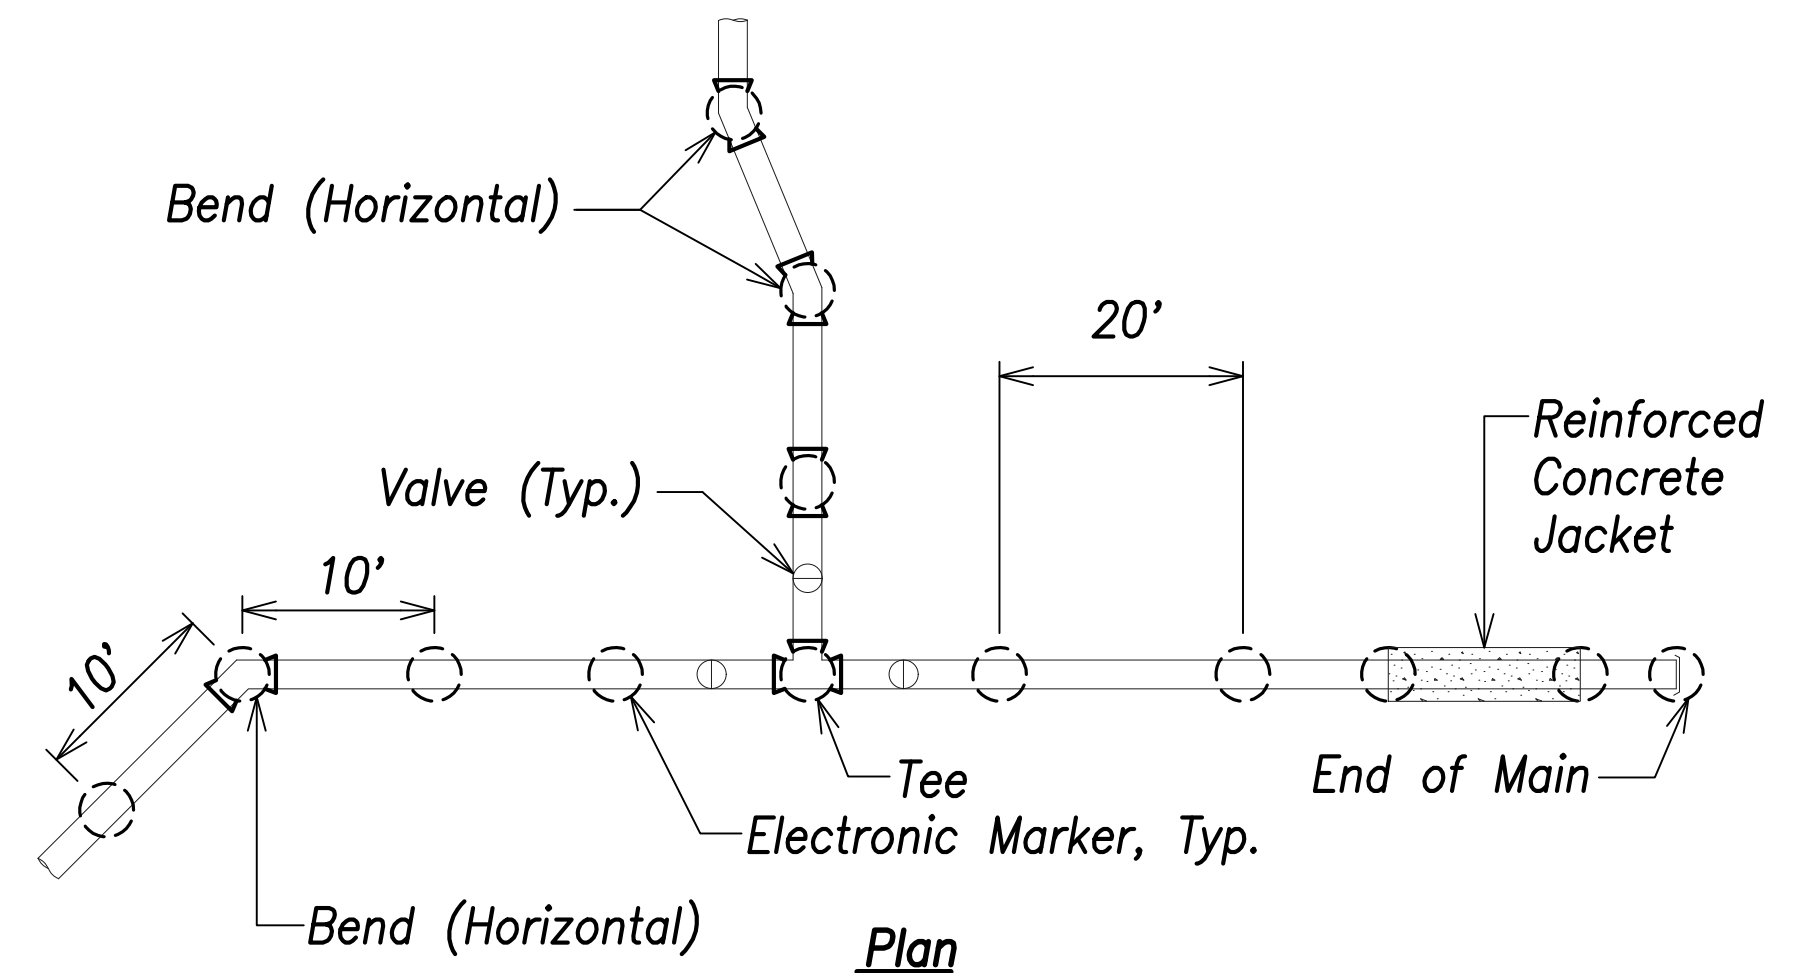 Bend (Horizontal)
20'
Reinforced
Concrete
Jacket
Valve (Typ.)
10'
10'
Tee
End of Main
Electronic Marker, Typ.
Bend (Horizontal)
Plan